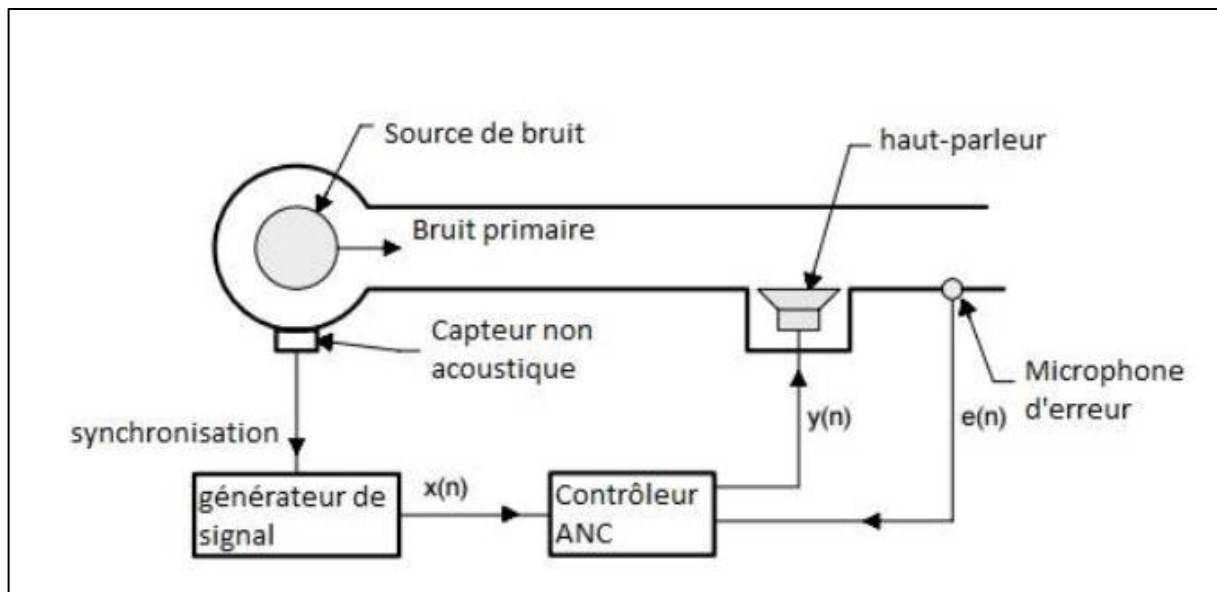 Source de bruit
haut-parleur
Bruit primaire
Capteur non
acoustique
Microphone
d'erreur
synchronisation
y(n)
e(n)
générateur de
signal
x(n)
Contrôleur
ANC